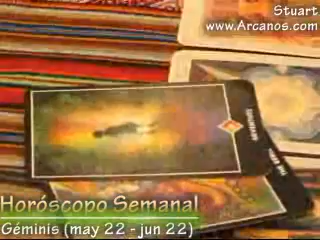 Stuart
www.Arcanos.com
Horóscopo Semanal
Géminis (may 22 - jun 22)